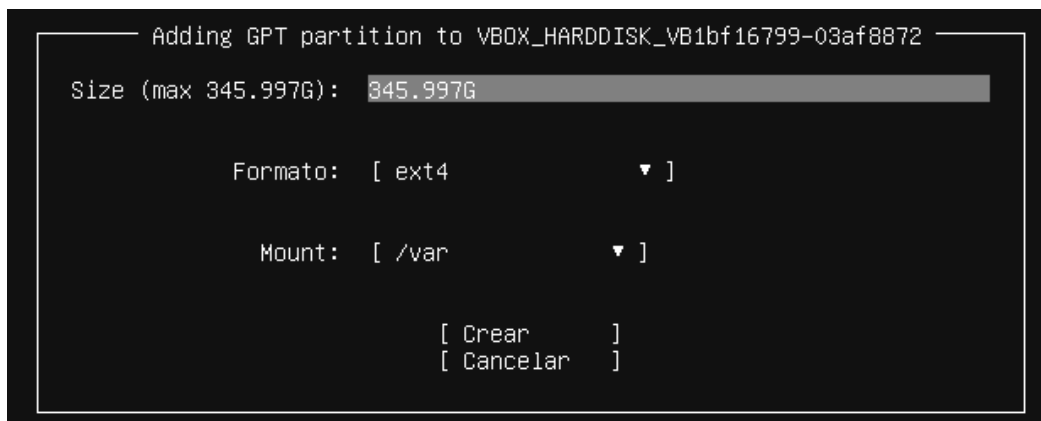 Adding GPT partition to VBOX_HARDDISK_VB1bf16799-03af8872
Size (max 345.997G): 345.997G
Formato: [ ext4 ▾ ]
Mount: [ /var ▾ ]
[ Crear ]
[ Cancelar ]